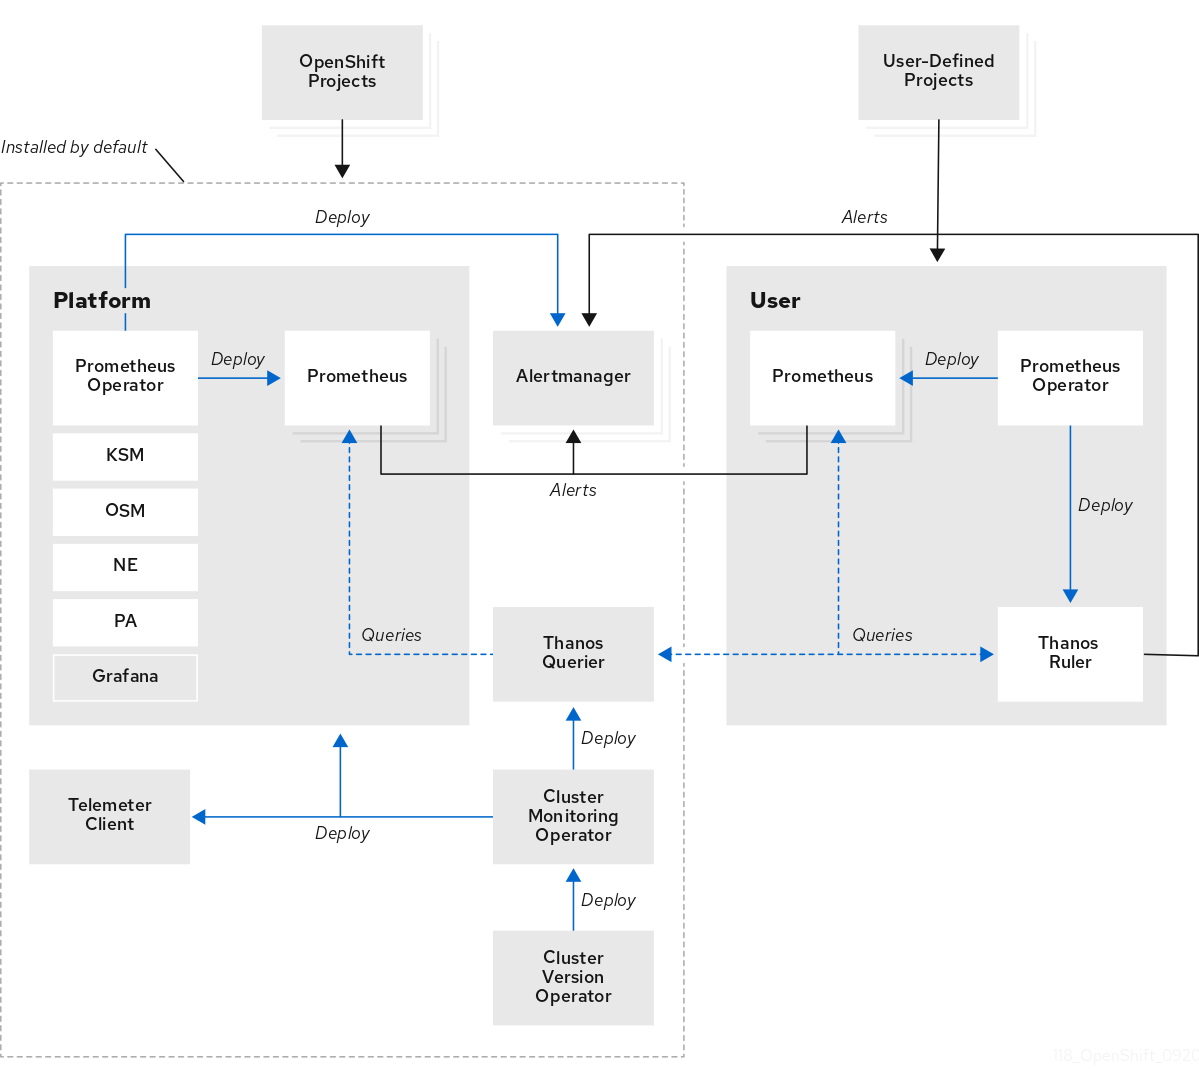 OpenShift
Projects
User-Defined
Projects
Installed by default
Deploy
Alerts
Platform
User
Prometheus
Operator
Deploy
Prometheus
Alertmanager
Prometheus
Deploy
Prometheus
Operator
KSM
Alerts
OSM
Deploy
NE
PA
Queries
Queries
Thanos
Querier
Thanos
Ruler
Grafana
Deploy
Telemeter
Client
Cluster
Monitoring
Operator
Deploy
Deploy
Cluster
Version
Operator
118_OpenShift_0920